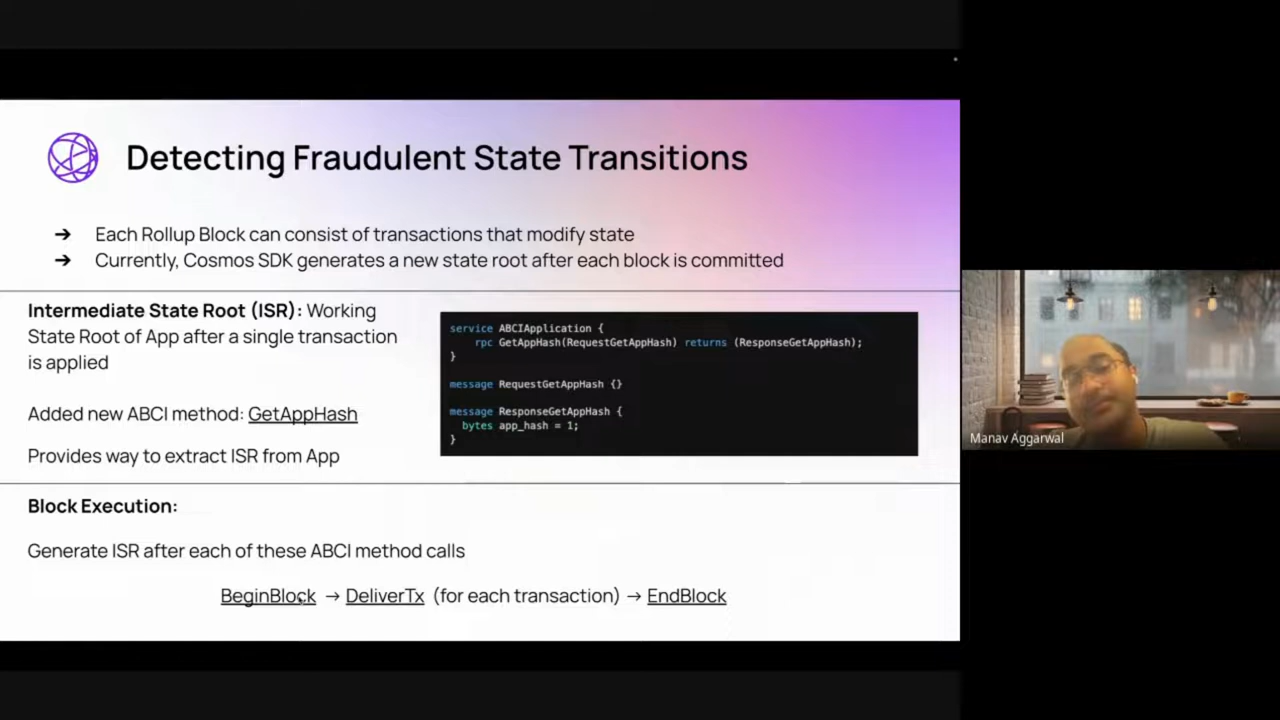 Detecting Fraudulent State Transitions
➔ Each Rollup Block can consist of transactions that modify state
➔ Currently, Cosmos SDK generates a new state root after each block is committed
Intermediate State Root (ISR): Working
State Root of App after a single transaction
is applied
Added new ABCI method: GetAppHash
Provides way to extract ISR from App
service ABCIApplication {
    rpc GetAppHash(RequestGetAppHash) returns (ResponseGetAppHash);
}
message RequestGetAppHash {}
message ResponseGetAppHash {
  bytes app_hash = 1;
}
Manav Aggarwal
Block Execution:
Generate ISR after each of these ABCI method calls
BeginBlock → DeliverTx (for each transaction) → EndBlock